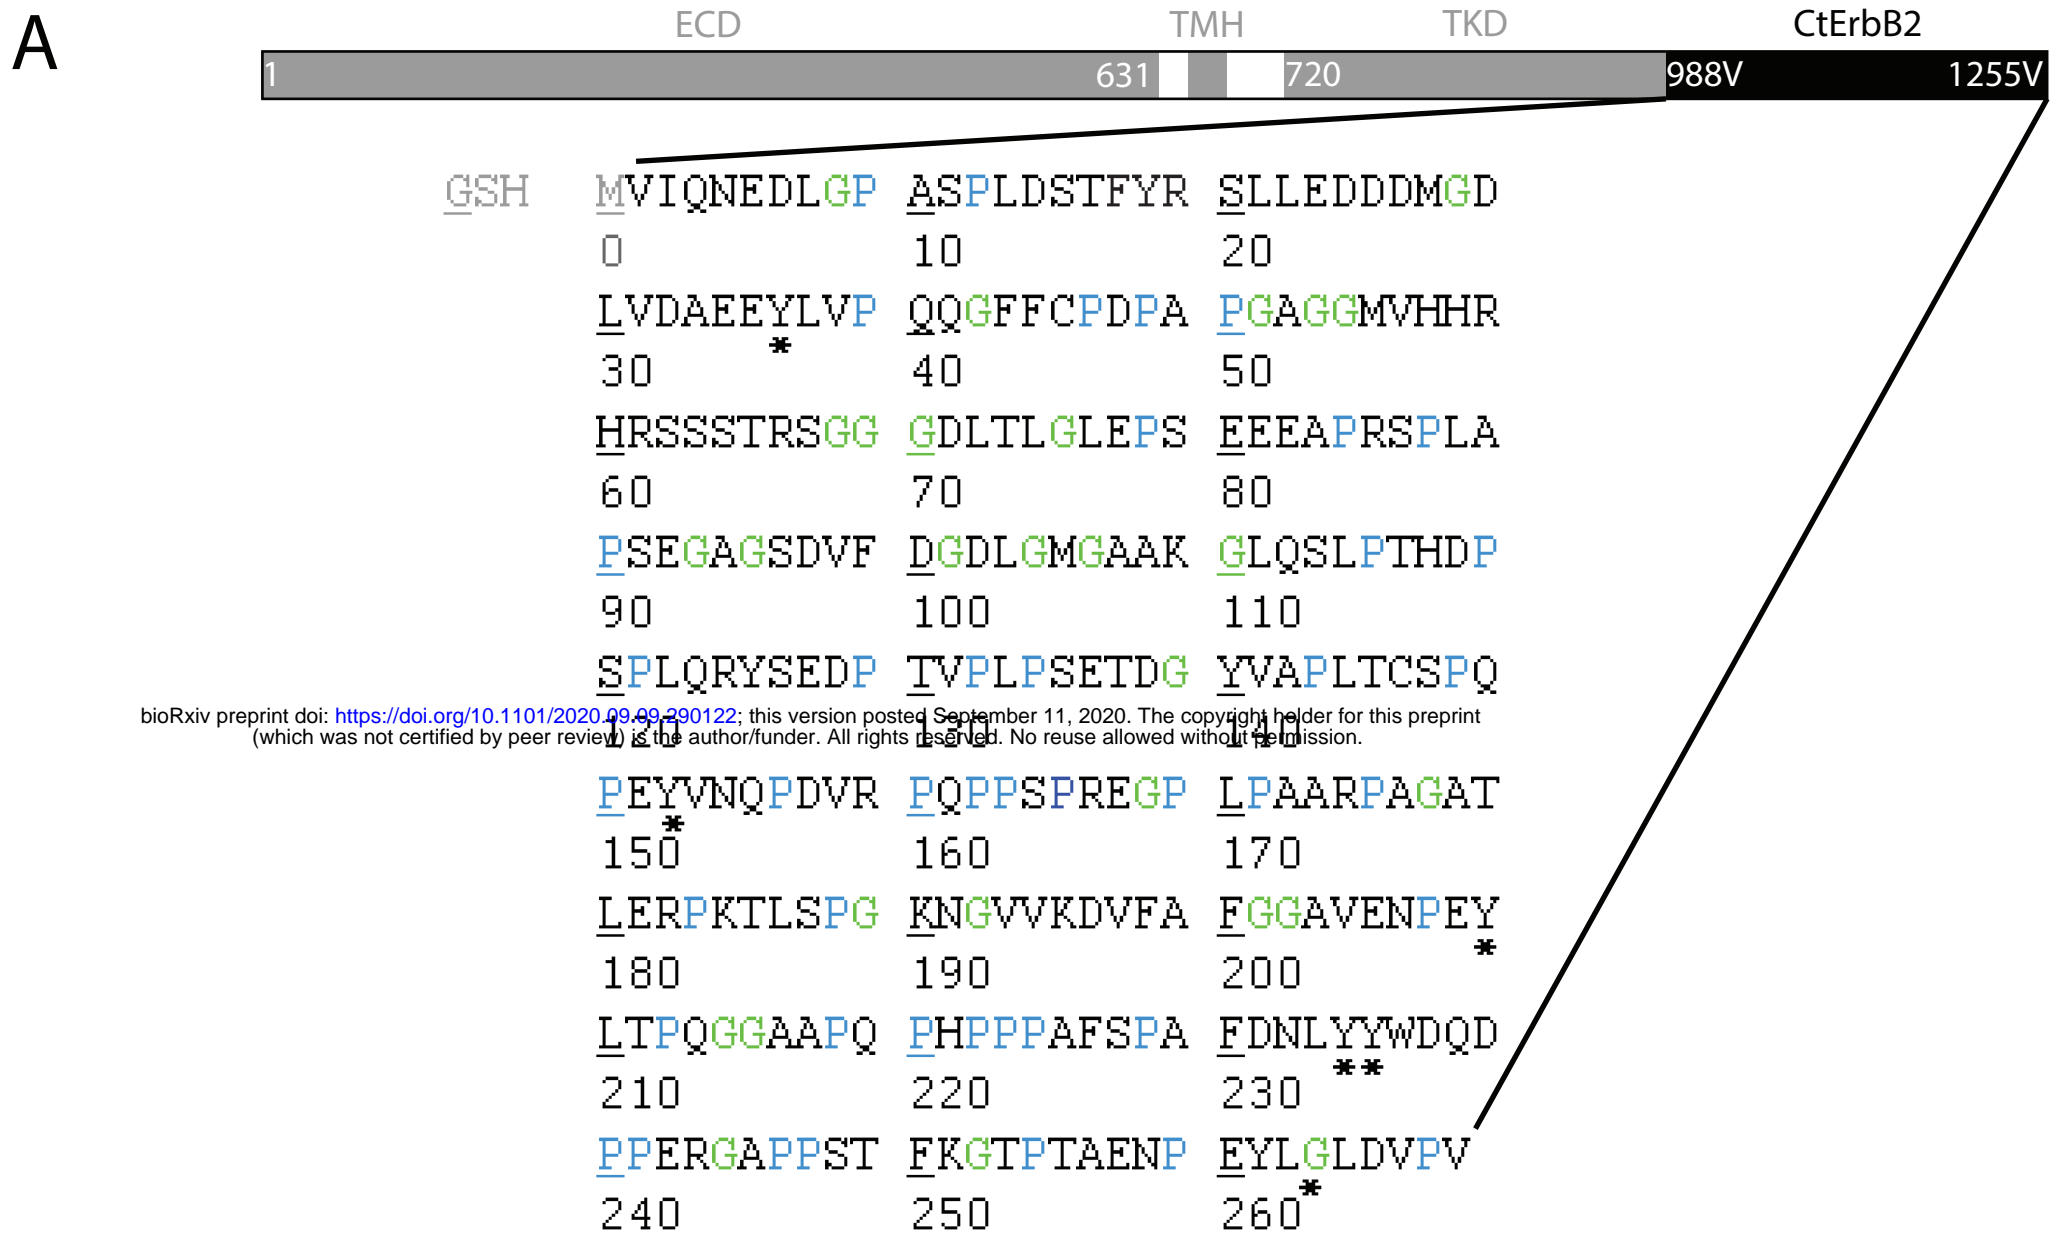 A
ECD TMH TKD CtErbB2
1 631 720 988V 1255V
GSH MVIQNEDLGP ASPLDSTFYR SLLEDDDMGD
0 10 20
LVDAEEYLVP QQGFFCPDPA PGAGGMVHHR
*
30 40 50
HRSSSTRSGG GDLTLGLEPS EEEAPRSPLA
60 70 80
PSEGAGSDVF DGDLGMGAAK GLQSLPTHDP
90 100 110
SPLQRYSEDP TVPLPSETDG YVAPLTCSPQ
bioRxiv preprint doi: https://doi.org/10.1101/2020.09.09.290122; this version posted September 11, 2020. The copyright holder for this preprint
(which was not certified by peer review) is the author/funder. All rights reserved. No reuse allowed without permission.
120 130 140
PEYVNQPDVR PQPPSPREGP LPAARPAGAT
*
150 160 170
LERPKTLSPG KNGVVKDVFA FGGAVENPEY
*
180 190 200
LTPQGGAAPQ PHPPPAFSPA FDNLYYWDQD
**
210 220 230
PPERGAPPST FKGTPTAENP EYLGLDVPV
*
240 250 260